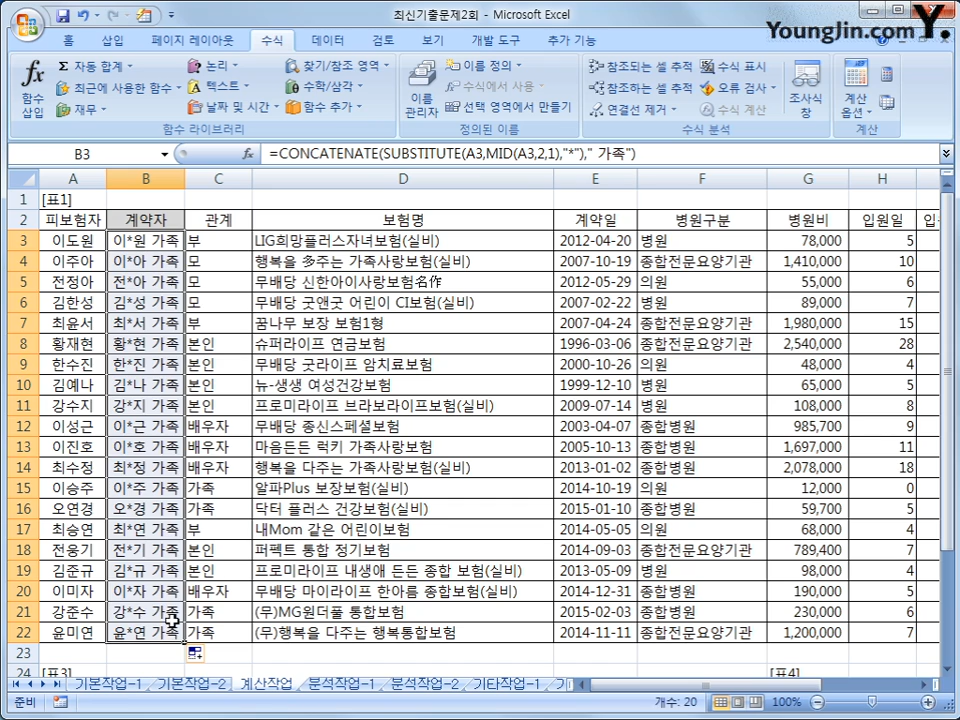 최신기출문제2회 - Microsoft Excel
YoungJin.com Y.
홈 삽입 페이지 레이아웃 수식 데이터 검토 보기 개발 도구 추가 기능
fx 함수 삽입
Σ 자동 합계
최근에 사용한 함수
재무
논리
텍스트
날짜 및 시간
찾기/참조 영역
수학/삼각
함수 추가
함수 라이브러리
이름 관리자
이름 정의
수식에서 사용
선택 영역에서 만들기
정의된 이름
참조되는 셀 추적
참조하는 셀 추적
연결선 제거
수식 표시
오류 검사
수식 계산
수식 분석
조사식 창
계산 옵션
계산
B3 fx =CONCATENATE(SUBSTITUTE(A3,MID(A3,2,1),"*")," 가족")
A B C D E F G H
1 [표1]
2 피보험자 계약자 관계 보험명 계약일 병원구분 병원비 입원일
3 이도원 이*원 가족 부 LIG희망플러스자녀보험(실비) 2012-04-20 병원 78,000 5
4 이주아 이*아 가족 모 행복을 多주는 가족사랑보험(실비) 2007-10-19 종합전문요양기관 1,410,000 10
5 전정아 전*아 가족 모 무배당 신한아이사랑보험名作 2012-05-29 의원 55,000 6
6 김한성 김*성 가족 모 무배당 굿앤굿 어린이 CI보험(실비) 2007-02-22 병원 89,000 7
7 최윤서 최*서 가족 부 꿈나무 보장 보험1형 2007-04-24 종합전문요양기관 1,980,000 15
8 황재현 황*현 가족 본인 슈퍼라이프 연금보험 1996-03-06 종합전문요양기관 2,540,000 28
9 한수진 한*진 가족 본인 무배당 굿라이프 암치료보험 2000-10-26 의원 48,000 4
10 김예나 김*나 가족 본인 뉴-생생 여성건강보험 1999-12-10 병원 65,000 5
11 강수지 강*지 가족 본인 프로미라이프 브라보라이프보험(실비) 2009-07-14 병원 108,000 8
12 이성근 이*근 가족 배우자 무배당 종신스페셜보험 2003-04-07 종합병원 985,700 9
13 이진호 이*호 가족 배우자 마음든든 럭키 가족사랑보험 2005-10-13 종합전문요양기관 1,697,000 11
14 최수정 최*정 가족 배우자 행복을 다주는 가족사랑보험(실비) 2013-01-02 종합병원 2,078,000 18
15 이승주 이*주 가족 가족 알파Plus 보장보험(실비) 2014-10-19 의원 12,000 0
16 오연경 오*경 가족 가족 닥터 플러스 건강보험(실비) 2015-01-10 종합병원 59,700 5
17 최승연 최*연 가족 부 내Mom 같은 어린이보험 2014-05-05 의원 68,000 4
18 전웅기 전*기 가족 본인 퍼펙트 통합 정기보험 2014-09-03 종합전문요양기관 789,400 7
19 김준규 김*규 가족 본인 프로미라이프 내생애 든든 종합 보험(실비) 2013-05-09 병원 98,000 4
20 이미자 이*자 가족 배우자 무배당 마이라이프 한아름 종합보험(실비) 2014-12-31 종합병원 190,000 5
21 강준수 강*수 가족 가족 (무)MG원더풀 통합보험 2015-02-03 종합병원 230,000 6
22 윤미연 윤*연 가족 가족 (무)행복을 다주는 행복통합보험 2014-11-11 종합전문요양기관 1,200,000 7
23
24 [표3] [표4]
기본작업-1 기본작업-2 계산작업 분석작업-1 분석작업-2 기타작업-1
준비 개수: 20 100%